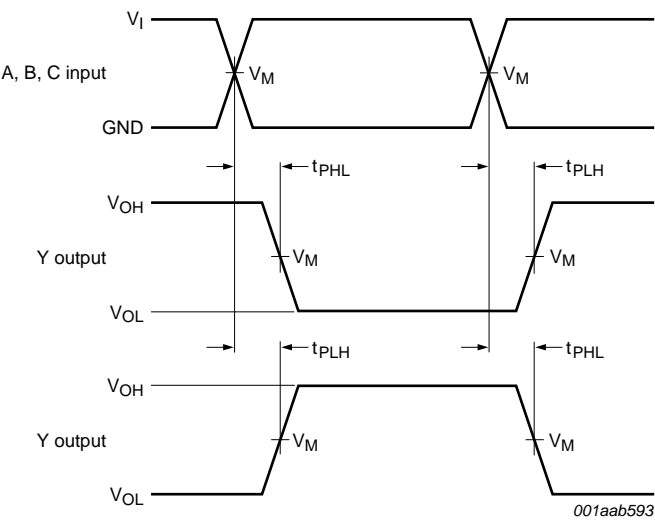 V_I
A, B, C input
V_M V_M
GND
t_PHL t_PLH
V_OH
Y output
V_M V_M
V_OL
t_PLH t_PHL
V_OH
Y output
V_M V_M
V_OL
001aab593